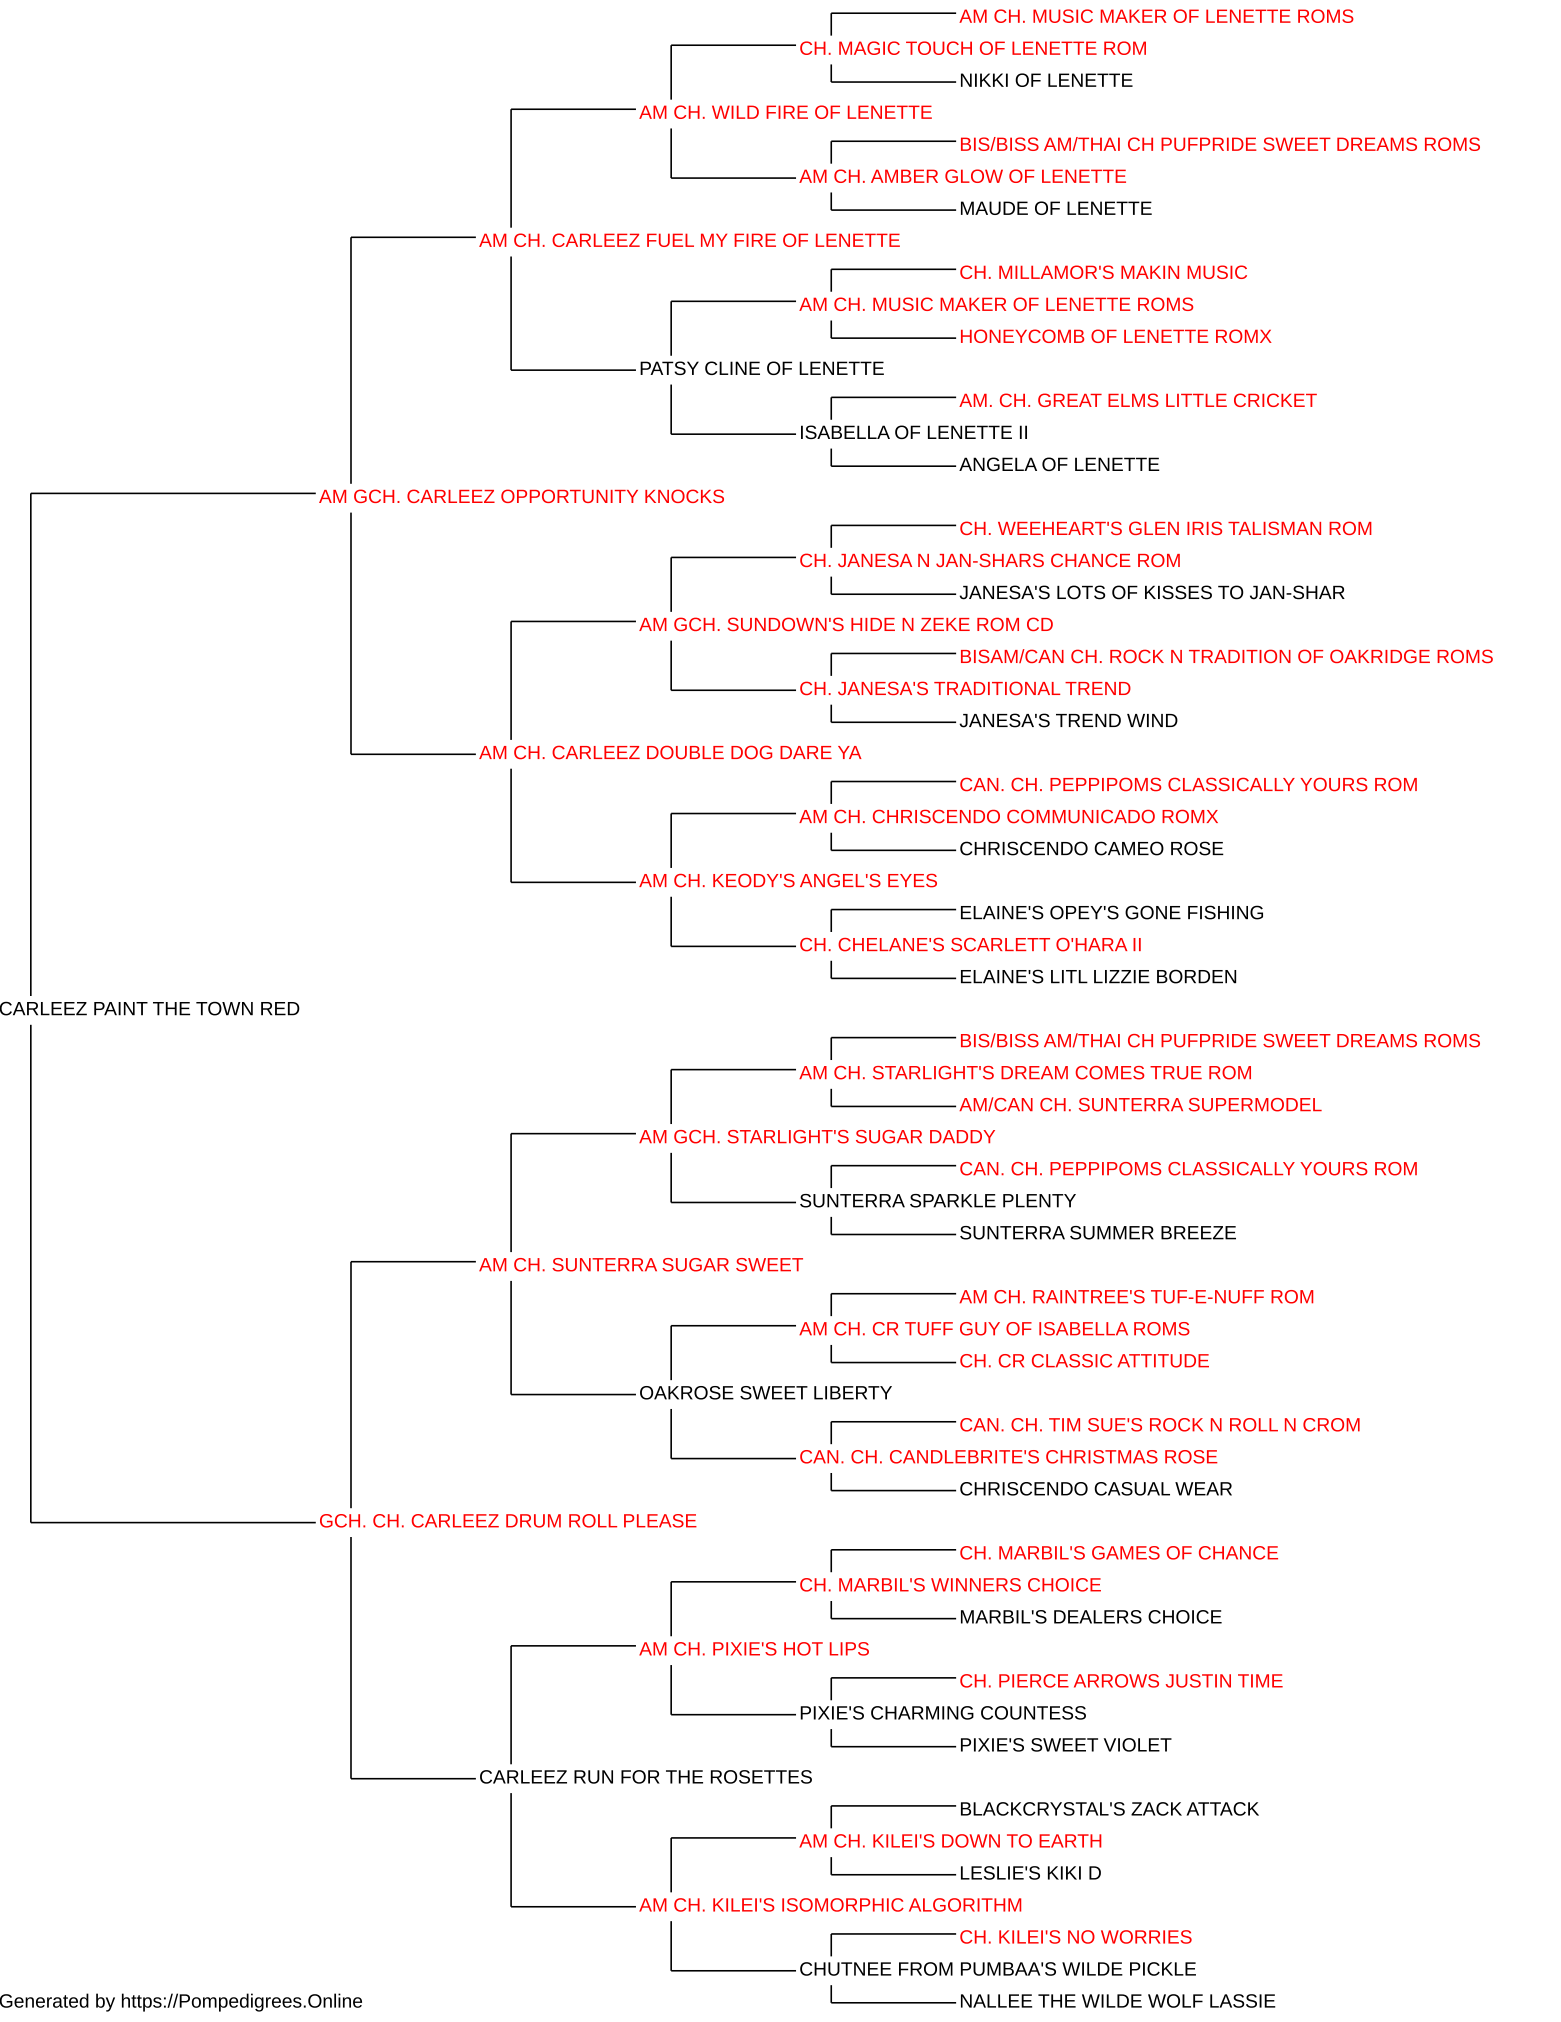 AM CH. MUSIC MAKER OF LENETTE ROMS
CH. MAGIC TOUCH OF LENETTE ROM
NIKKI OF LENETTE
AM CH. WILD FIRE OF LENETTE
BIS/BISS AM/THAI CH PUFPRIDE SWEET DREAMS ROMS
AM CH. AMBER GLOW OF LENETTE
MAUDE OF LENETTE
AM CH. CARLEEZ FUEL MY FIRE OF LENETTE
CH. MILLAMOR'S MAKIN MUSIC
AM CH. MUSIC MAKER OF LENETTE ROMS
HONEYCOMB OF LENETTE ROMX
PATSY CLINE OF LENETTE
AM. CH. GREAT ELMS LITTLE CRICKET
ISABELLA OF LENETTE II
ANGELA OF LENETTE
AM GCH. CARLEEZ OPPORTUNITY KNOCKS
CH. WEEHEART'S GLEN IRIS TALISMAN ROM
CH. JANESA N JAN-SHARS CHANCE ROM
JANESA'S LOTS OF KISSES TO JAN-SHAR
AM GCH. SUNDOWN'S HIDE N ZEKE ROM CD
BISAM/CAN CH. ROCK N TRADITION OF OAKRIDGE ROMS
CH. JANESA'S TRADITIONAL TREND
JANESA'S TREND WIND
AM CH. CARLEEZ DOUBLE DOG DARE YA
CAN. CH. PEPPIPOMS CLASSICALLY YOURS ROM
AM CH. CHRISCENDO COMMUNICADO ROMX
CHRISCENDO CAMEO ROSE
AM CH. KEODY'S ANGEL'S EYES
ELAINE'S OPEY'S GONE FISHING
CH. CHELANE'S SCARLETT O'HARA II
ELAINE'S LITL LIZZIE BORDEN
CARLEEZ PAINT THE TOWN RED
BIS/BISS AM/THAI CH PUFPRIDE SWEET DREAMS ROMS
AM CH. STARLIGHT'S DREAM COMES TRUE ROM
AM/CAN CH. SUNTERRA SUPERMODEL
AM GCH. STARLIGHT'S SUGAR DADDY
CAN. CH. PEPPIPOMS CLASSICALLY YOURS ROM
SUNTERRA SPARKLE PLENTY
SUNTERRA SUMMER BREEZE
AM CH. SUNTERRA SUGAR SWEET
AM CH. RAINTREE'S TUF-E-NUFF ROM
AM CH. CR TUFF GUY OF ISABELLA ROMS
CH. CR CLASSIC ATTITUDE
OAKROSE SWEET LIBERTY
CAN. CH. TIM SUE'S ROCK N ROLL N CROM
CAN. CH. CANDLEBRITE'S CHRISTMAS ROSE
CHRISCENDO CASUAL WEAR
GCH. CH. CARLEEZ DRUM ROLL PLEASE
CH. MARBIL'S GAMES OF CHANCE
CH. MARBIL'S WINNERS CHOICE
MARBIL'S DEALERS CHOICE
AM CH. PIXIE'S HOT LIPS
CH. PIERCE ARROWS JUSTIN TIME
PIXIE'S CHARMING COUNTESS
PIXIE'S SWEET VIOLET
CARLEEZ RUN FOR THE ROSETTES
BLACKCRYSTAL'S ZACK ATTACK
AM CH. KILEI'S DOWN TO EARTH
LESLIE'S KIKI D
AM CH. KILEI'S ISOMORPHIC ALGORITHM
CH. KILEI'S NO WORRIES
CHUTNEE FROM PUMBAA'S WILDE PICKLE
NALLEE THE WILDE WOLF LASSIE
Generated by https://Pompedigrees.Online